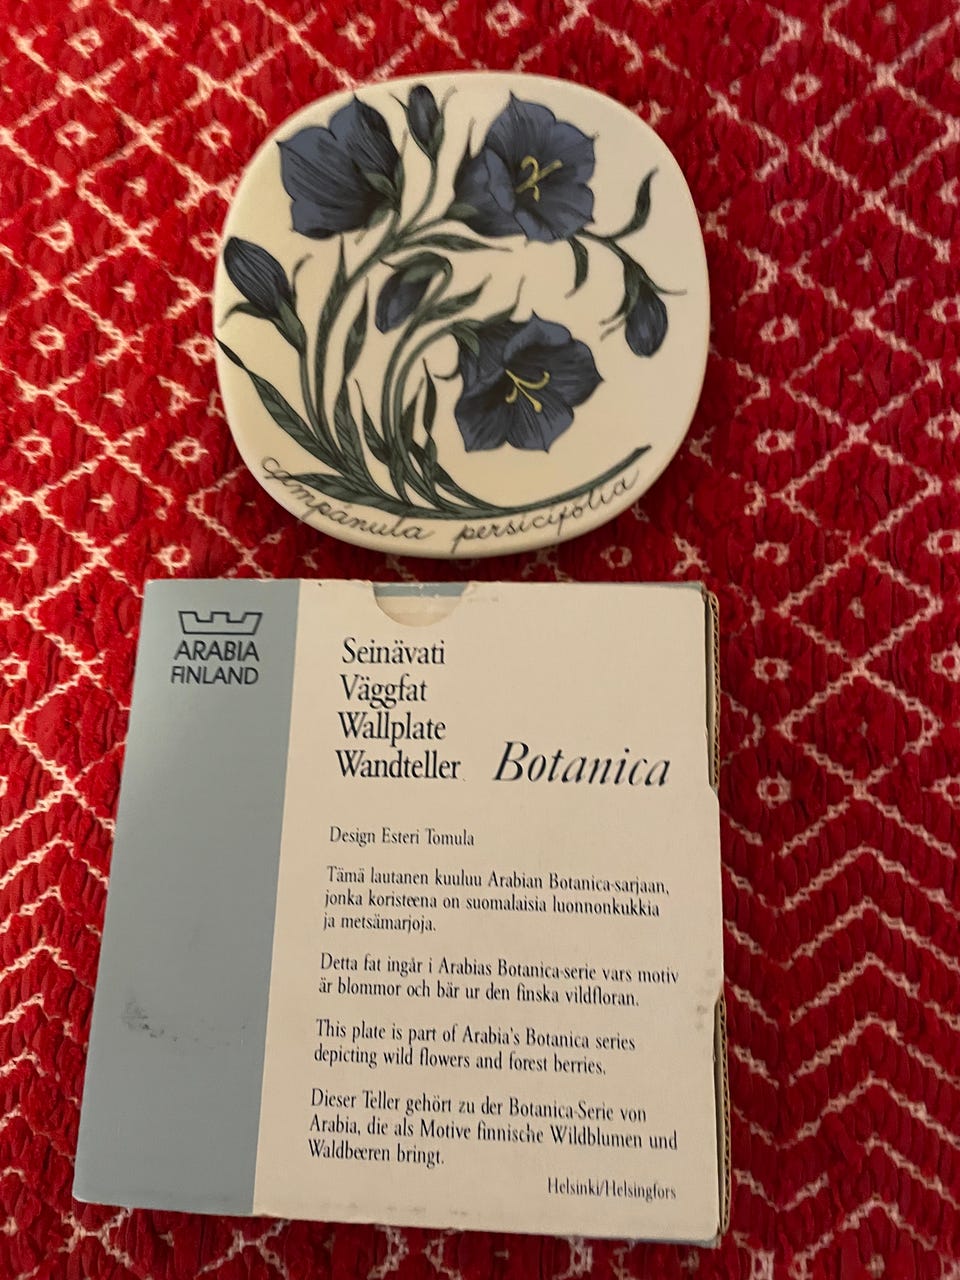 campánula persicifolia
ARABIA
FINLAND
Seinävati
Väggfat
Wallplate
Wandteller Botanica
Design Esteri Tomula
Tämä lautanen kuuluu Arabian Botanica-sarjaan,
jonka koristeena on suomalaisia luonnonkukkia
ja metsämarjoja.
Detta fat ingår i Arabias Botanica-serie vars motiv
är blommor och bär ur den finska vildfloran.
This plate is part of Arabia's Botanica series
depicting wild flowers and forest berries.
Dieser Teller gehört zu der Botanica-Serie von
Arabia, die als Motive finnische Wildblumen und
Waldbeeren bringt.
Helsinki/Helsingfors